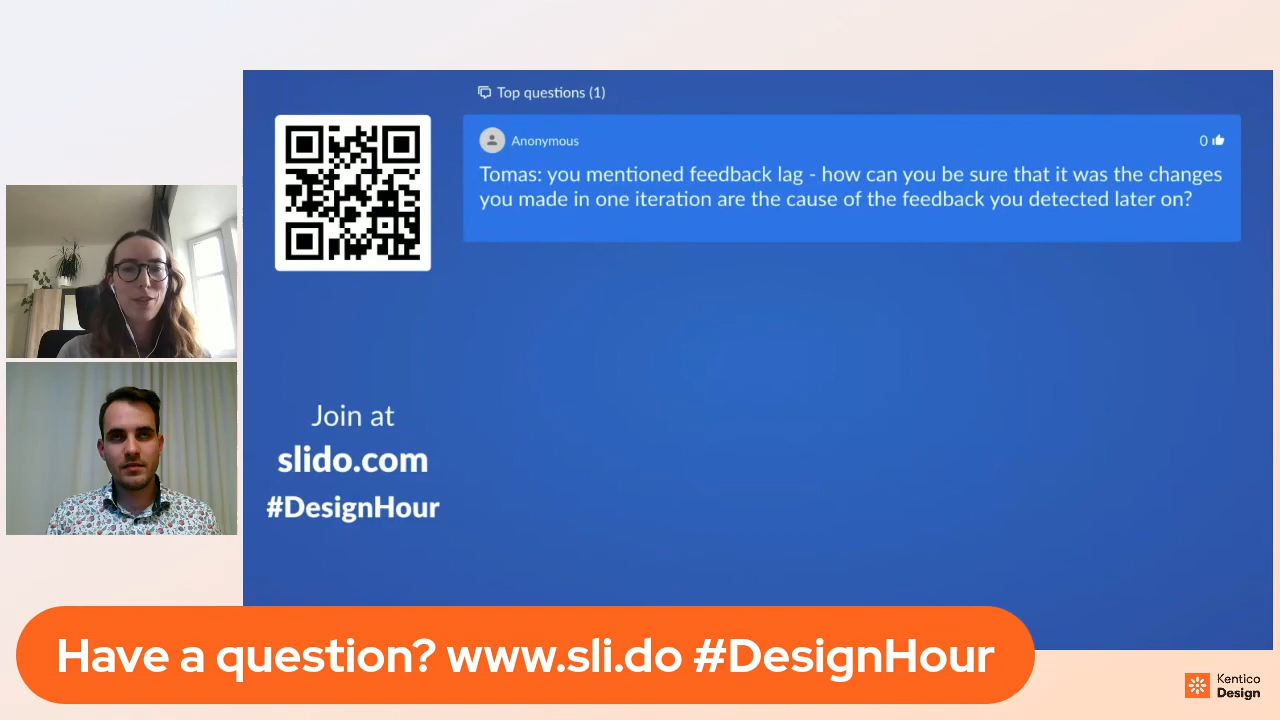 Top questions (1)
Anonymous
0
Tomas: you mentioned feedback lag - how can you be sure that it was the changes
you made in one iteration are the cause of the feedback you detected later on?
Join at
slido.com
#DesignHour
Have a question? www.sli.do #DesignHour
Kentico
Design